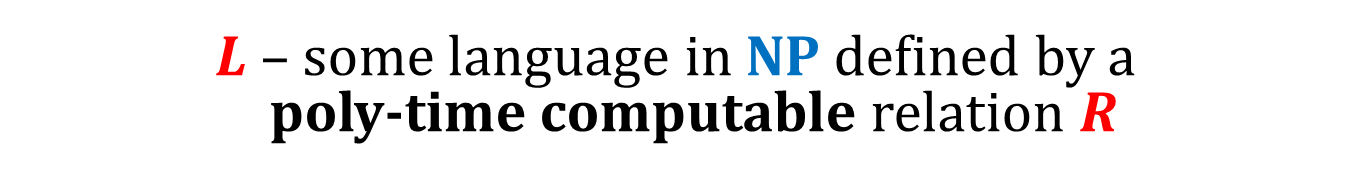 L – some language in NP defined by a
poly-time computable relation R